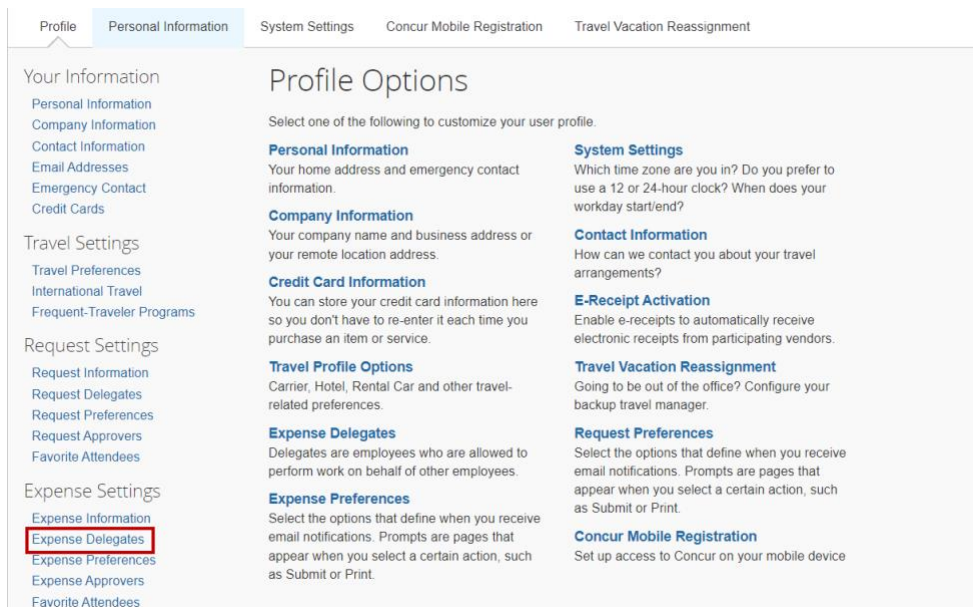 Profile Personal Information System Settings Concur Mobile Registration Travel Vacation Reassignment
Your Information
Personal Information
Company Information
Contact Information
Email Addresses
Emergency Contact
Credit Cards
Travel Settings
Travel Preferences
International Travel
Frequent-Traveler Programs
Request Settings
Request Information
Request Delegates
Request Preferences
Request Approvers
Favorite Attendees
Expense Settings
Expense Information
Expense Delegates
Expense Preferences
Expense Approvers
Favorite Attendees
Profile Options
Select one of the following to customize your user profile.
Personal Information
Your home address and emergency contact
information.
Company Information
Your company name and business address or
your remote location address.
Credit Card Information
You can store your credit card information here
so you don't have to re-enter it each time you
purchase an item or service.
Travel Profile Options
Carrier, Hotel, Rental Car and other travel-
related preferences.
Expense Delegates
Delegates are employees who are allowed to
perform work on behalf of other employees.
Expense Preferences
Select the options that define when you receive
email notifications. Prompts are pages that
appear when you select a certain action, such
as Submit or Print.
System Settings
Which time zone are you in? Do you prefer to
use a 12 or 24-hour clock? When does your
workday start/end?
Contact Information
How can we contact you about your travel
arrangements?
E-Receipt Activation
Enable e-receipts to automatically receive
electronic receipts from participating vendors.
Travel Vacation Reassignment
Going to be out of the office? Configure your
backup travel manager.
Request Preferences
Select the options that define when you receive
email notifications. Prompts are pages that
appear when you select a certain action, such
as Submit or Print.
Concur Mobile Registration
Set up access to Concur on your mobile device